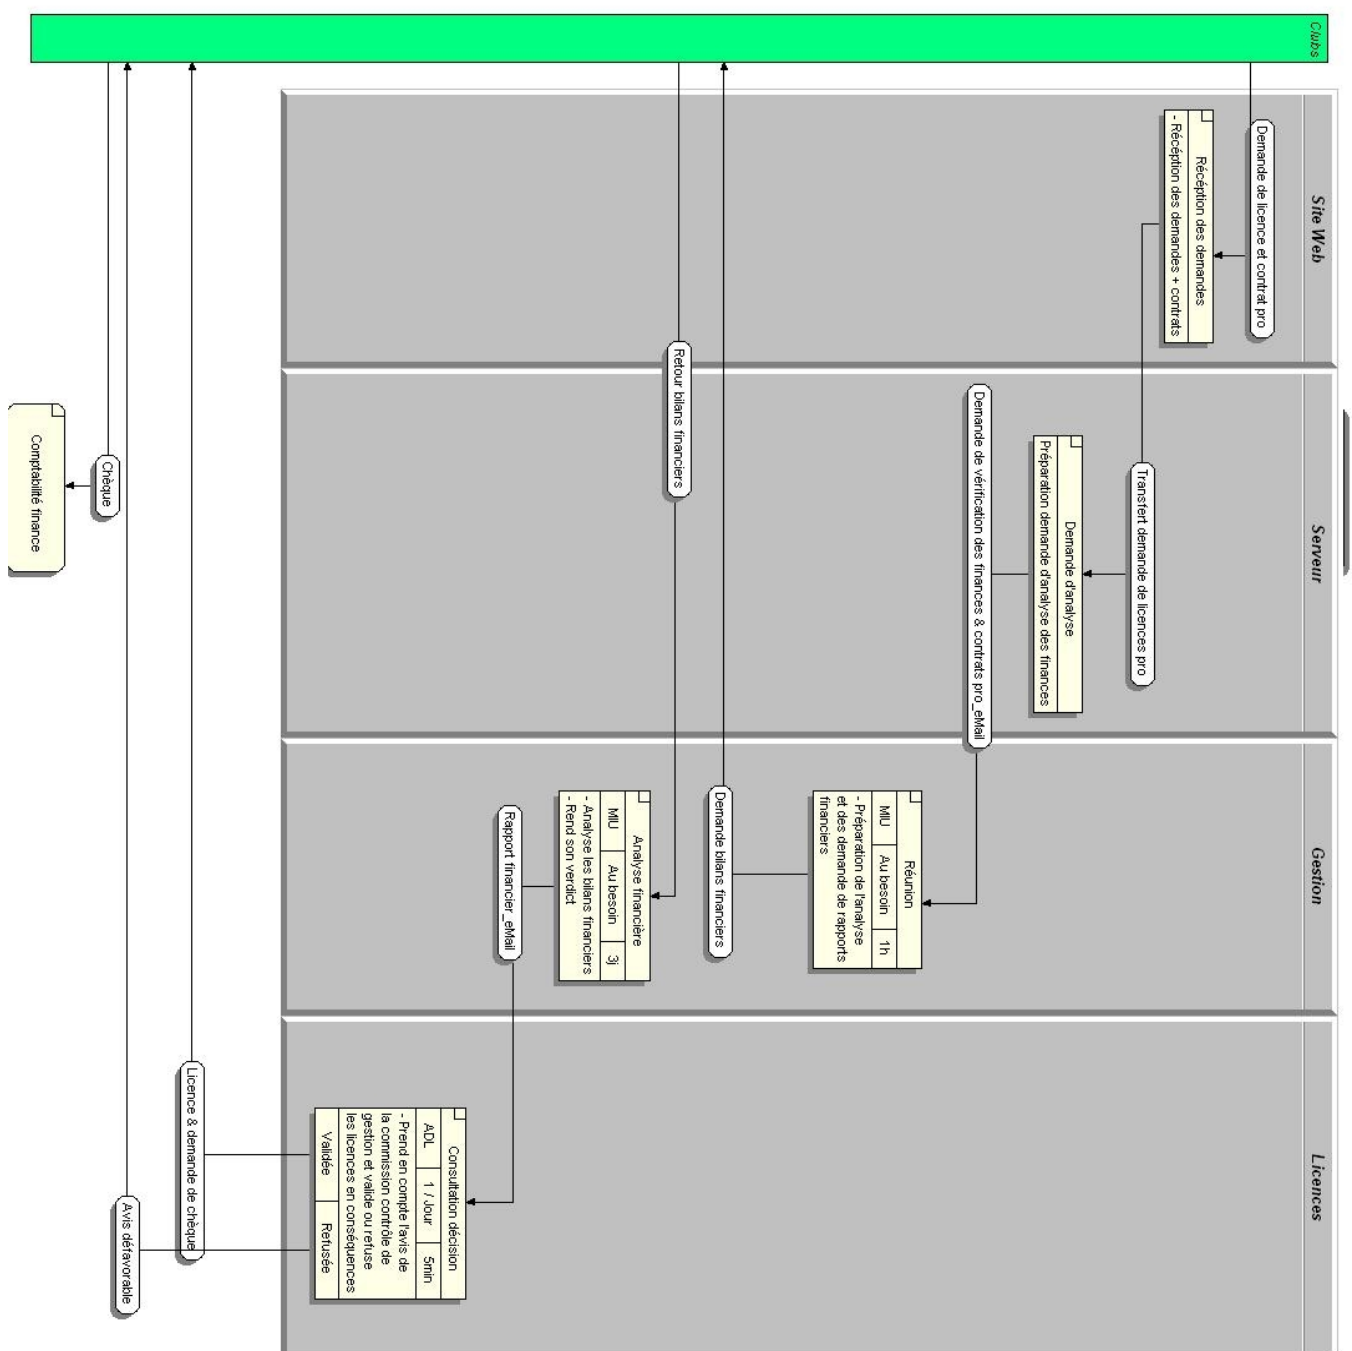 Clubs
Site Web
Serveur
Gestion
Licences
Demande de licence et contrat pro
Récéption des demandes
- Récéption des demandes + contrats
Transfert demande de licences pro
Demande d'analyse
Préparation demande d'analyse des finances
Demande de vérification des finances & contrats pro_eMail
Réunion
MIU
Au besoin
1h
- Préparation de l'analyse
et des demande de rapports
financiers
Demande bilans financiers
Retour bilans financiers
Analyse financière
MIU
Au besoin
3j
- Analyse les bilans financiers
- Rend son verdict
Rapport financier_eMail
Consultation décision
ADL
1 / Jour
5min
- Prend en compte l'avis de
la commission contrôle de
gestion et valide ou refuse
les licences en conséquences
Validée
Refusée
Licence & demande de chèque
Avis défavorable
Chèque
Comptabilité finance